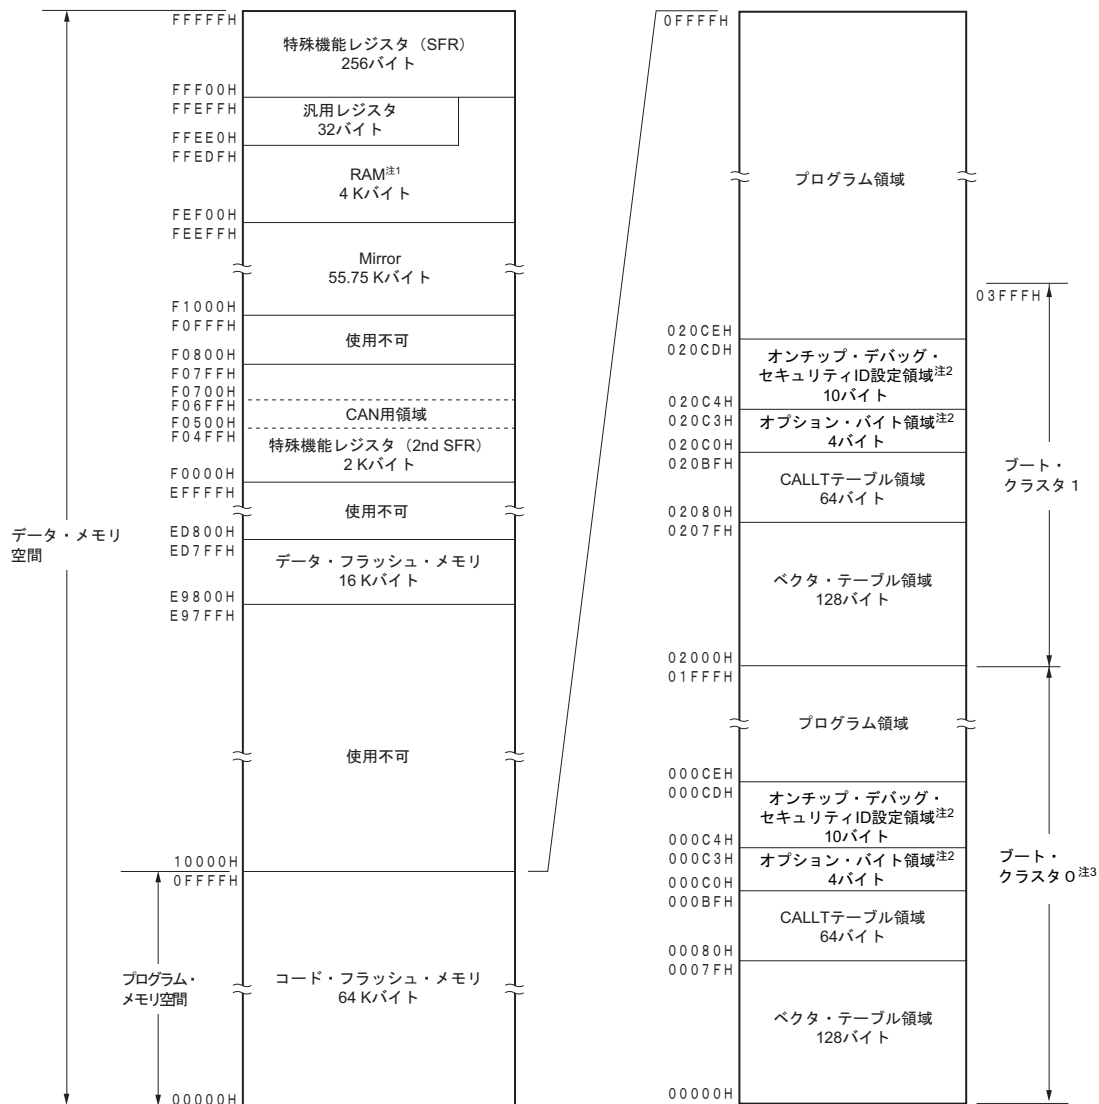 FFFFFH
特殊機能レジスタ（SFR）
256バイト
FFF00H
FFEFFH
汎用レジスタ
32バイト
FFEE0H
FFEDFH
RAM注1
4 Kバイト
FEF00H
FEEFFH
Mirror
55.75 Kバイト
F1000H
F0FFFH
使用不可
F0800H
F07FFH
F0700H
F06FFH
CAN用領域
F0500H
F04FFH
特殊機能レジスタ（2nd SFR）
2 Kバイト
F0000H
EFFFFH
使用不可
ED800H
ED7FFH
データ・フラッシュ・メモリ
16 Kバイト
E9800H
E97FFH
使用不可
10000H
0FFFFH
コード・フラッシュ・メモリ
64 Kバイト
00000H
データ・メモリ
空間
プログラム・
メモリ空間
0FFFFH
プログラム領域
03FFFH
020CEH
020CDH
オンチップ・デバッグ・
セキュリティID設定領域注2
10バイト
020C4H
020C3H
オプション・バイト領域注2
4バイト
020C0H
020BFH
CALLTテーブル領域
64バイト
02080H
0207FH
ベクタ・テーブル領域
128バイト
02000H
01FFFH
ブート・
クラスタ１
プログラム領域
000CEH
000CDH
オンチップ・デバッグ・
セキュリティID設定領域注2
10バイト
000C4H
000C3H
オプション・バイト領域注2
4バイト
000C0H
000BFH
CALLTテーブル領域
64バイト
00080H
0007FH
ベクタ・テーブル領域
128バイト
00000H
ブート・
クラスタ０注3